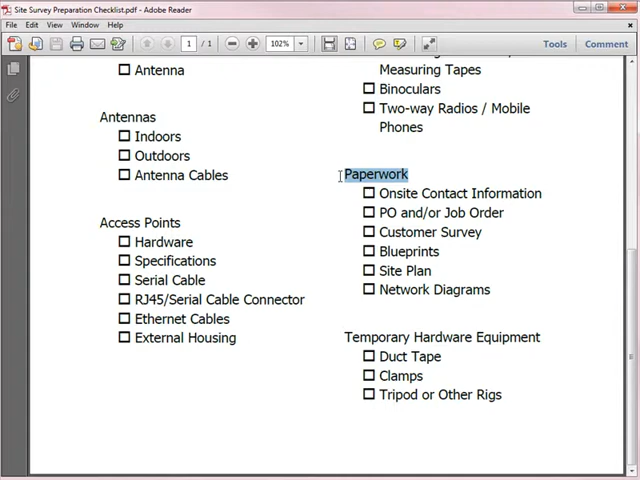 Site Survey Preparation Checklist.pdf - Adobe Reader
File Edit View Window Help
1 / 1 102% Tools Comment
Antenna
Antennas
Indoors
Outdoors
Antenna Cables
Access Points
Hardware
Specifications
Serial Cable
RJ45/Serial Cable Connector
Ethernet Cables
External Housing
Measuring Tapes
Binoculars
Two-way Radios / Mobile
Phones
Paperwork
Onsite Contact Information
PO and/or Job Order
Customer Survey
Blueprints
Site Plan
Network Diagrams
Temporary Hardware Equipment
Duct Tape
Clamps
Tripod or Other Rigs